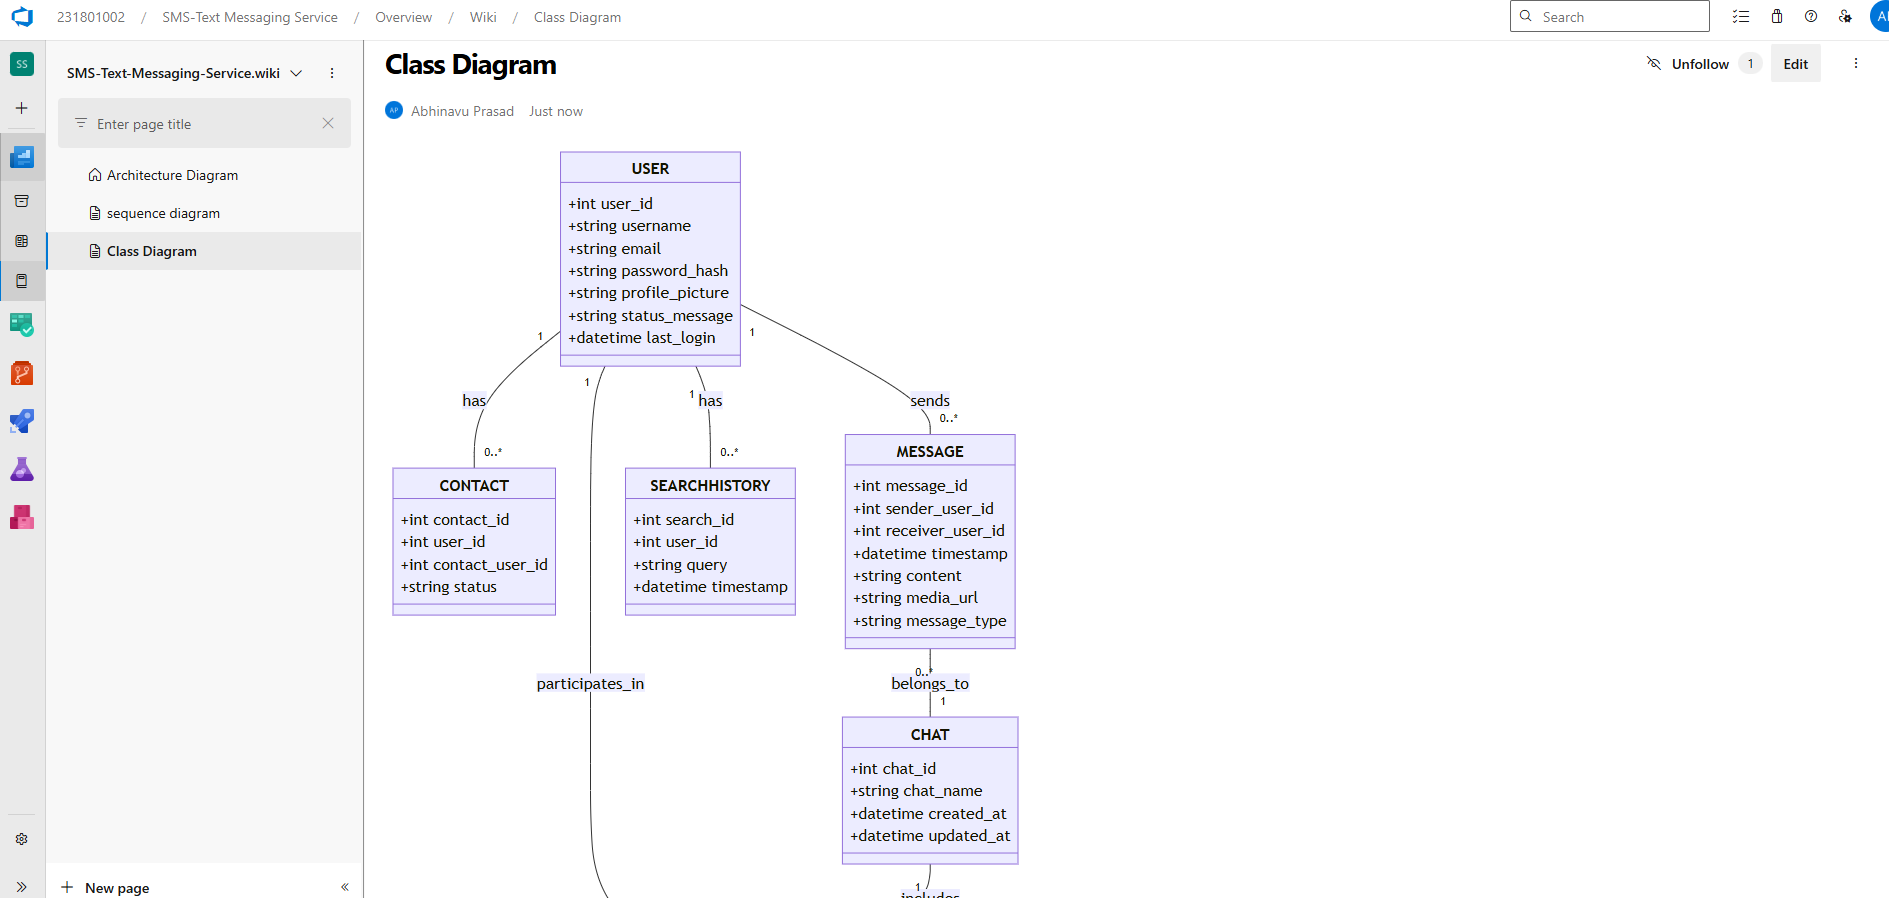 231801002 / SMS-Text Messaging Service / Overview / Wiki / Class Diagram
Search
AP
SS
SMS-Text-Messaging-Service.wiki
Enter page title
Architecture Diagram
sequence diagram
Class Diagram
New page
Class Diagram
Unfollow 1
Edit
AP Abhinavu Prasad Just now
USER
+int user_id
+string username
+string email
+string password_hash
+string profile_picture
+string status_message
+datetime last_login
1
1
1
1
has
has
sends
0..*
0..*
0..*
CONTACT
+int contact_id
+int user_id
+int contact_user_id
+string status
SEARCHHISTORY
+int search_id
+int user_id
+string query
+datetime timestamp
MESSAGE
+int message_id
+int sender_user_id
+int receiver_user_id
+datetime timestamp
+string content
+string media_url
+string message_type
participates_in
0..*
belongs_to
1
CHAT
+int chat_id
+string chat_name
+datetime created_at
+datetime updated_at
1
includes